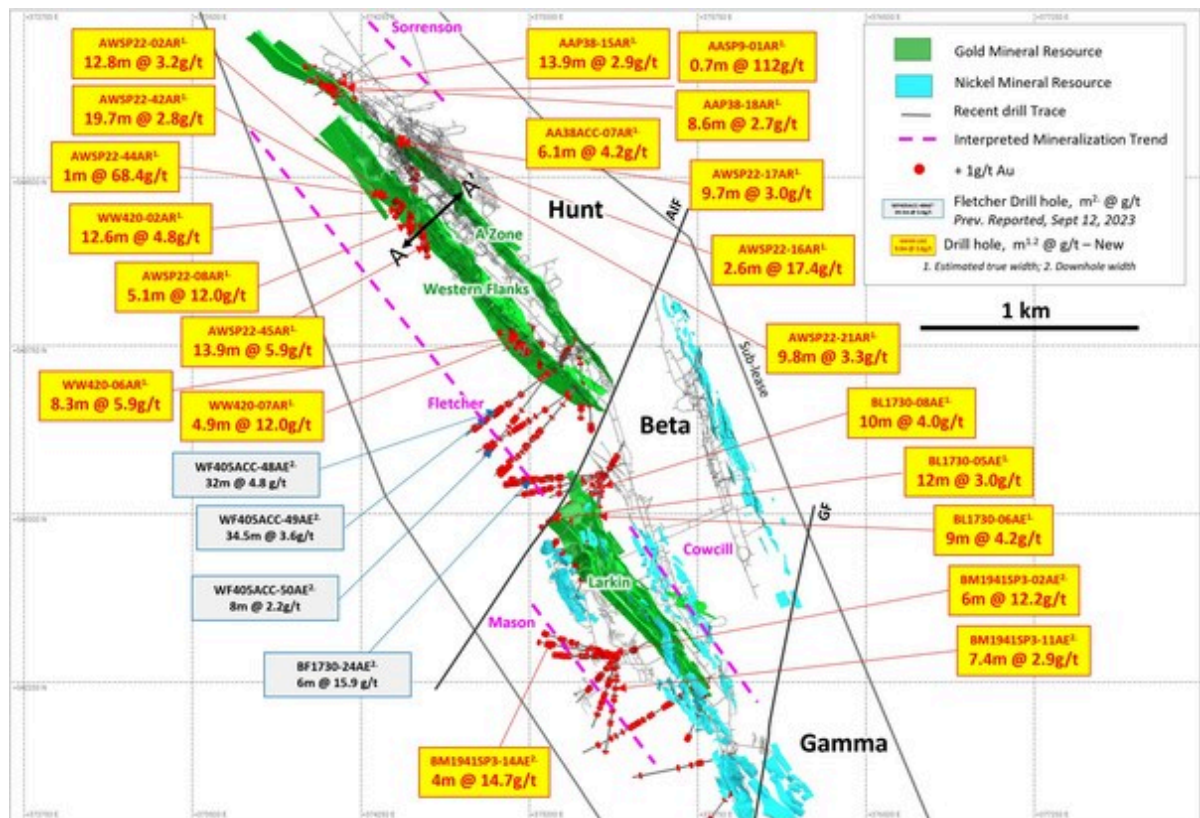 Sorrenson
AWSP22-02AR1.
12.8m @ 3.2g/t
AAP38-15AR1.
13.9m @ 2.9g/t
AASP9-01AR1.
0.7m @ 112g/t
AWSP22-42AR1.
19.7m @ 2.8g/t
AAP38-18AR1.
8.6m @ 2.7g/t
AA38ACC-07AR1.
6.1m @ 4.2g/t
AWSP22-44AR1.
1m @ 68.4g/t
AWSP22-17AR1.
9.7m @ 3.0g/t
WW420-02AR1.
12.6m @ 4.8g/t
AWSP22-16AR1.
2.6m @ 17.4g/t
AWSP22-08AR1.
5.1m @ 12.0g/t
AWSP22-45AR1.
13.9m @ 5.9g/t
AWSP22-21AR1.
9.8m @ 3.3g/t
WW420-06AR1.
8.3m @ 5.9g/t
WW420-07AR1.
4.9m @ 12.0g/t
BL1730-08AE1.
10m @ 4.0g/t
WF405ACC-48AE2.
32m @ 4.8 g/t
BL1730-05AE1.
12m @ 3.0g/t
WF405ACC-49AE2.
34.5m @ 3.6g/t
BL1730-06AE1.
9m @ 4.2g/t
WF405ACC-50AE2.
8m @ 2.2g/t
BM1941SP3-02AE2.
6m @ 12.2g/t
BF1730-24AE2.
6m @ 15.9 g/t
BM1941SP3-11AE2.
7.4m @ 2.9g/t
BM1941SP3-14AE2.
4m @ 14.7g/t
Hunt
A'
A
A Zone
Western Flanks
AIF
Sub-lease
Fletcher
Beta
GF
Cowcill
Larkin
Mason
Gamma
Gold Mineral Resource
Nickel Mineral Resource
Recent drill Trace
Interpreted Mineralization Trend
+ 1g/t Au
Fletcher Drill hole, m2. @ g/t
Prev. Reported, Sept 12, 2023
Drill hole, m1,2 @ g/t – New
1. Estimated true width; 2. Downhole width
1 km